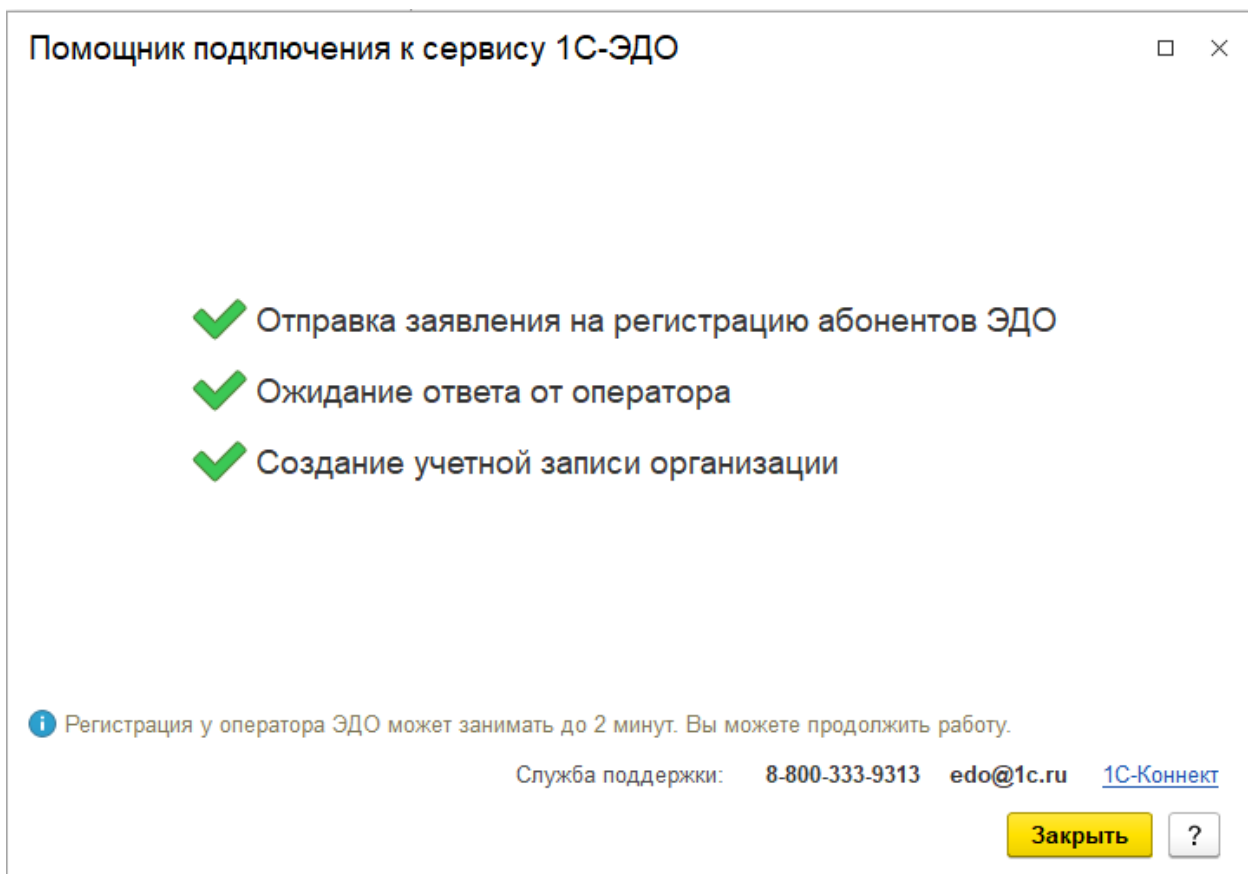 Помощник подключения к сервису 1С-ЭДО
Отправка заявления на регистрацию абонентов ЭДО
Ожидание ответа от оператора
Создание учетной записи организации
Регистрация у оператора ЭДО может занимать до 2 минут. Вы можете продолжить работу.
Служба поддержки: 8-800-333-9313 edo@1c.ru 1С-Коннект
Закрыть ?